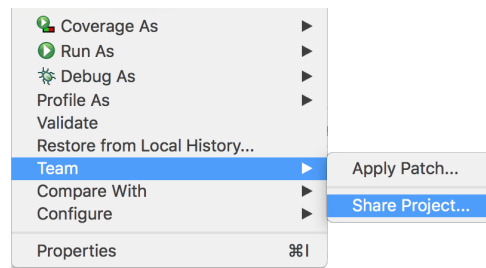 Coverage As
Run As
Debug As
Profile As
Validate
Restore from Local History...
Team
Apply Patch...
Compare With
Share Project...
Configure
Properties ⌘I